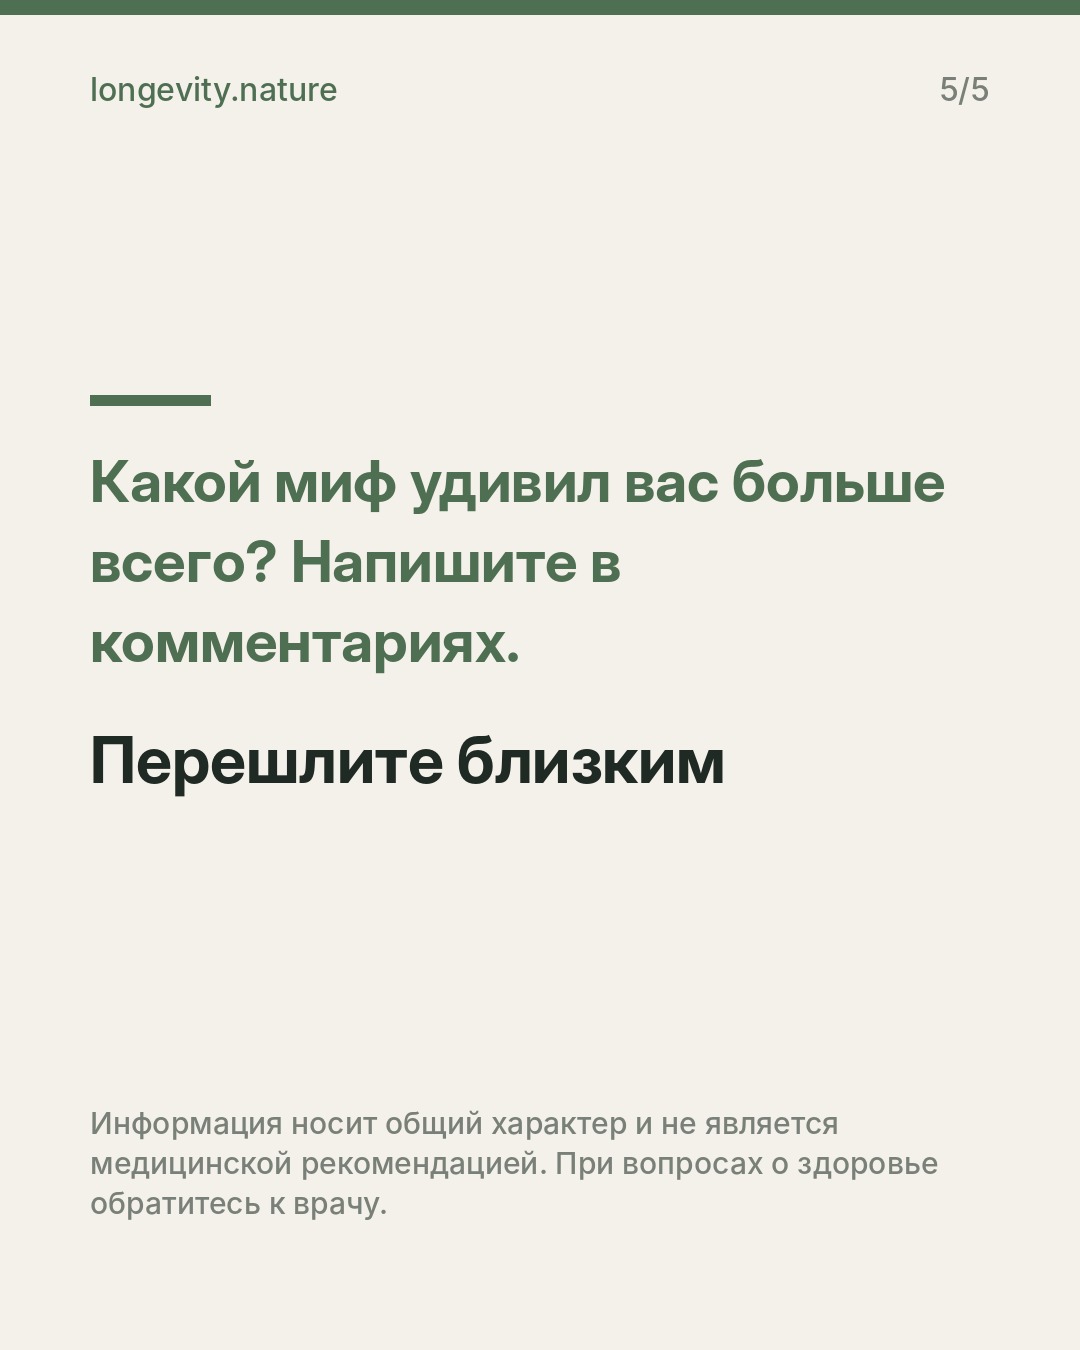 longevity.nature
5/5
Какой миф удивил вас больше
всего? Напишите в
комментариях.
Перешлите близким
Информация носит общий характер и не является
медицинской рекомендацией. При вопросах о здоровье
обратитесь к врачу.